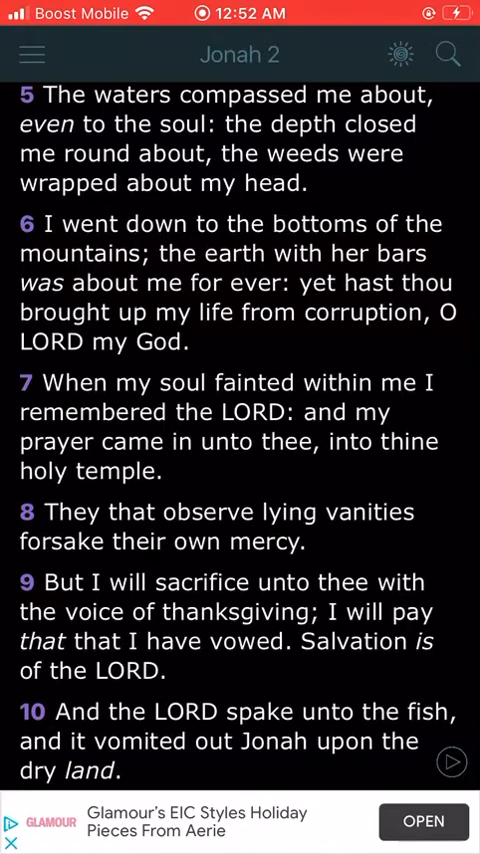 Boost Mobile 12:52 AM
Jonah 2
5 The waters compassed me about,
even to the soul: the depth closed
me round about, the weeds were
wrapped about my head.
6 I went down to the bottoms of the
mountains; the earth with her bars
was about me for ever: yet hast thou
brought up my life from corruption, O
LORD my God.
7 When my soul fainted within me I
remembered the LORD: and my
prayer came in unto thee, into thine
holy temple.
8 They that observe lying vanities
forsake their own mercy.
9 But I will sacrifice unto thee with
the voice of thanksgiving; I will pay
that that I have vowed. Salvation is
of the LORD.
10 And the LORD spake unto the fish,
and it vomited out Jonah upon the
dry land.
GLAMOUR
Glamour's EIC Styles Holiday
Pieces From Aerie
OPEN